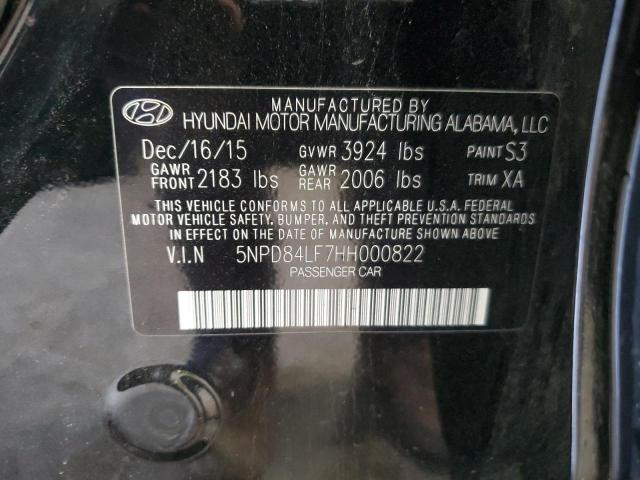 MANUFACTURED BY
HYUNDAI MOTOR MANUFACTURING ALABAMA, LLC
Dec/16/15 GVWR 3924 lbs PAINT S3
GAWR FRONT 2183 lbs GAWR REAR 2006 lbs TRIM XA
THIS VEHICLE CONFORMS TO ALL APPLICABLE U.S.A. FEDERAL
MOTOR VEHICLE SAFETY, BUMPER, AND THEFT PREVENTION STANDARDS
IN EFFECT ON THE DATE OF MANUFACTURE SHOWN ABOVE
V.I.N 5NPD84LF7HH000822
PASSENGER CAR